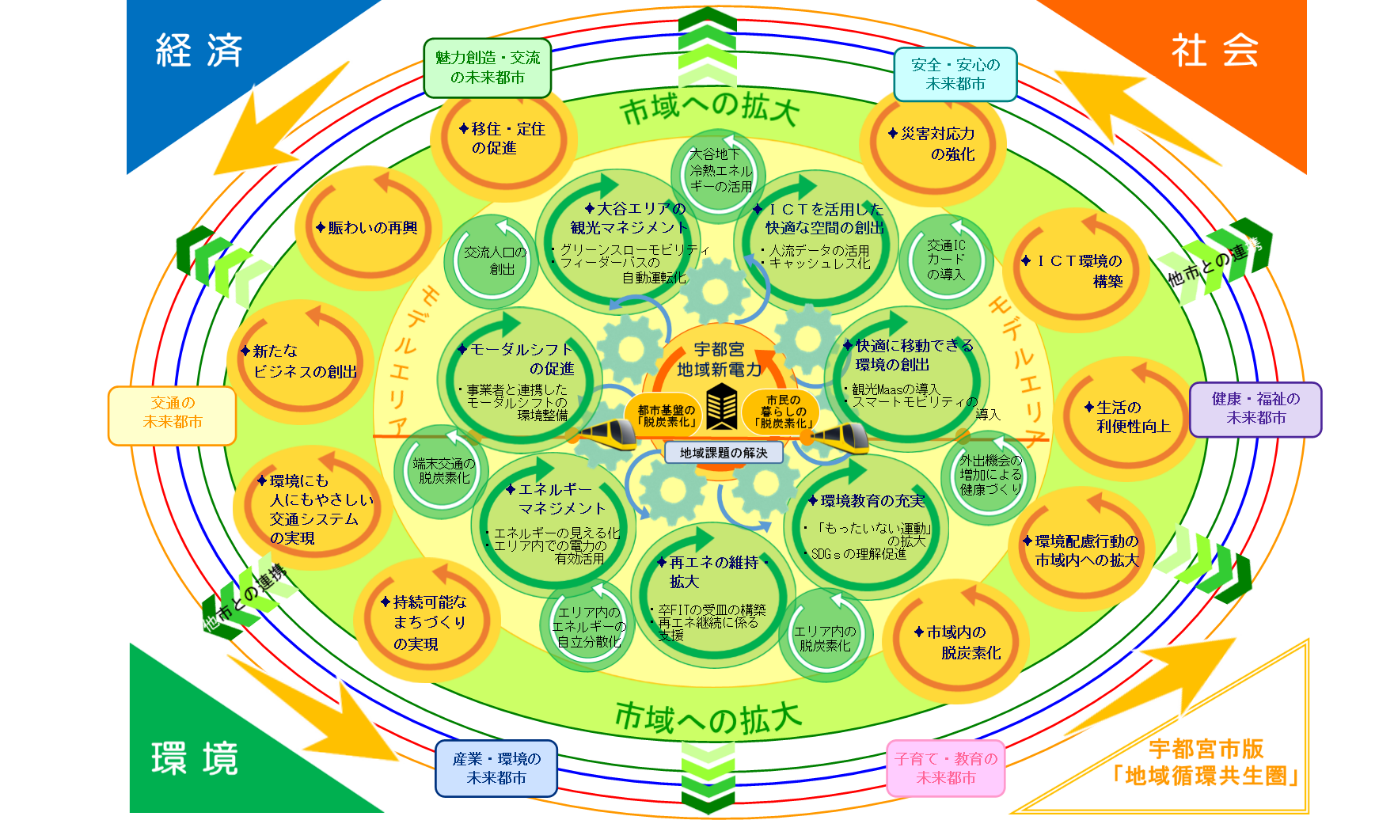 経済
社会
魅力創造・交流
の未来都市
安全・安心の
未来都市
市域への拡大
✦移住・定住
の促進
✦災害対応力
の強化
大谷地下
冷熱エネル
ギーの活用
✦賑わいの再興
✦大谷エリアの
観光マネジメント
・グリーンスローモビリティ
・フィーダーバスの
自動運転化
✦ＩＣＴを活用した
快適な空間の創出
・人流データの活用
・キャッシュレス化
交流人口の
創出
交通IC
カード
の導入
✦ＩＣＴ環境の
構築
他市との連携
モデルエリア
モデルエリア
✦新たな
ビジネスの創出
✦モーダルシフト
の促進
・事業者と連携した
モーダルシフトの
環境整備
宇都宮
地域新電力
都市基盤の
「脱炭素化」
市民の
暮らしの
「脱炭素化」
地域課題の解決
✦快適に移動できる
環境の創出
・観光Maasの導入
・スマートモビリティの
導入
✦生活の
利便性向上
交通の
未来都市
健康・福祉の
未来都市
端末交通の
脱炭素化
外出機会の
増加による
健康づくり
✦環境にも
人にもやさしい
交通システム
の実現
✦エネルギー
マネジメント
・エネルギーの見える化
・エリア内での電力の
有効活用
✦環境教育の充実
・「もったいない運動」
の拡大
・SDGｓの理解促進
✦環境配慮行動の
市域内への拡大
他市との連携
✦持続可能な
まちづくり
の実現
エリア内の
エネルギーの
自立分散化
✦再エネの維持・
拡大
・卒FITの受皿の構築
・再エネ継続に係る
支援
エリア内の
脱炭素化
✦市域内の
脱炭素化
市域への拡大
環境
産業・環境の
未来都市
子育て・教育の
未来都市
宇都宮市版
「地域循環共生圏」